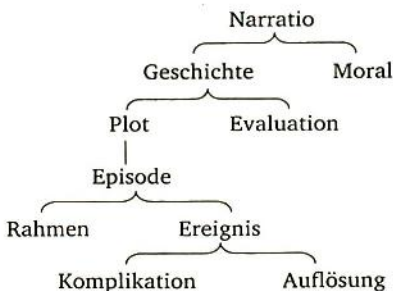 Narratio
Geschichte Moral
Plot Evaluation
Episode
Rahmen Ereignis
Komplikation Auflösung